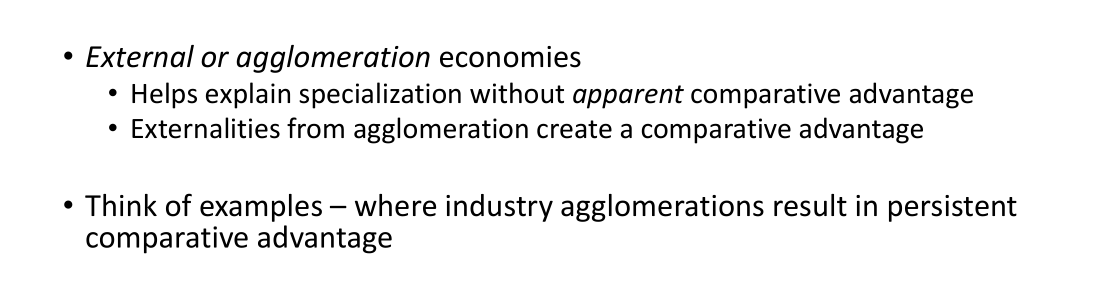 • External or agglomeration economies
• Helps explain specialization without apparent comparative advantage
• Externalities from agglomeration create a comparative advantage
• Think of examples – where industry agglomerations result in persistent
comparative advantage